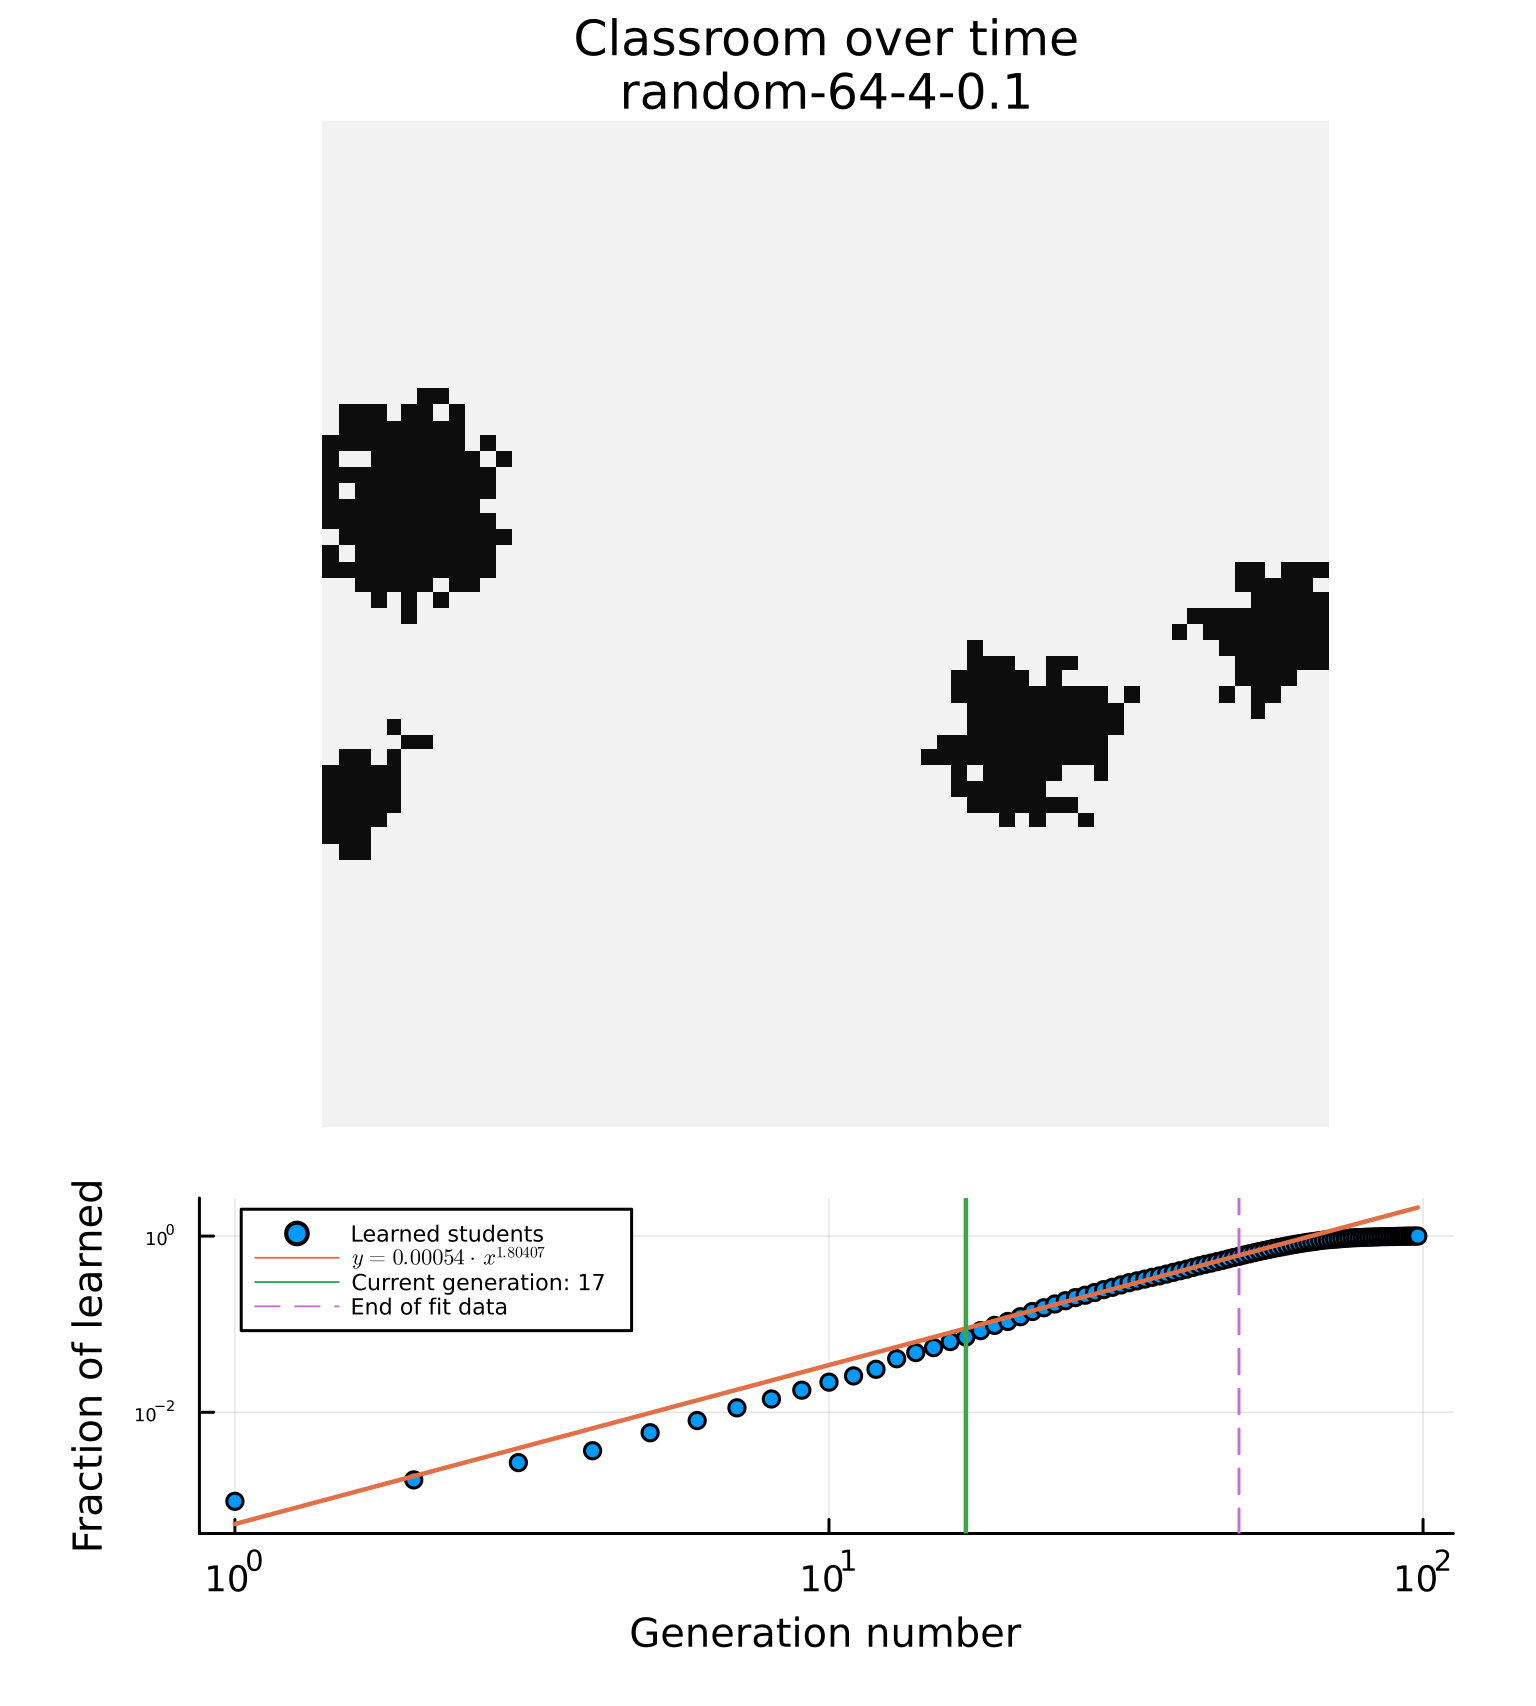 Classroom over time
random-64-4-0.1
Fraction of learned
10^0
10^-2
Learned students
y = 0.00054 · x^1.80407
Current generation: 17
End of fit data
10^0
10^1
10^2
Generation number